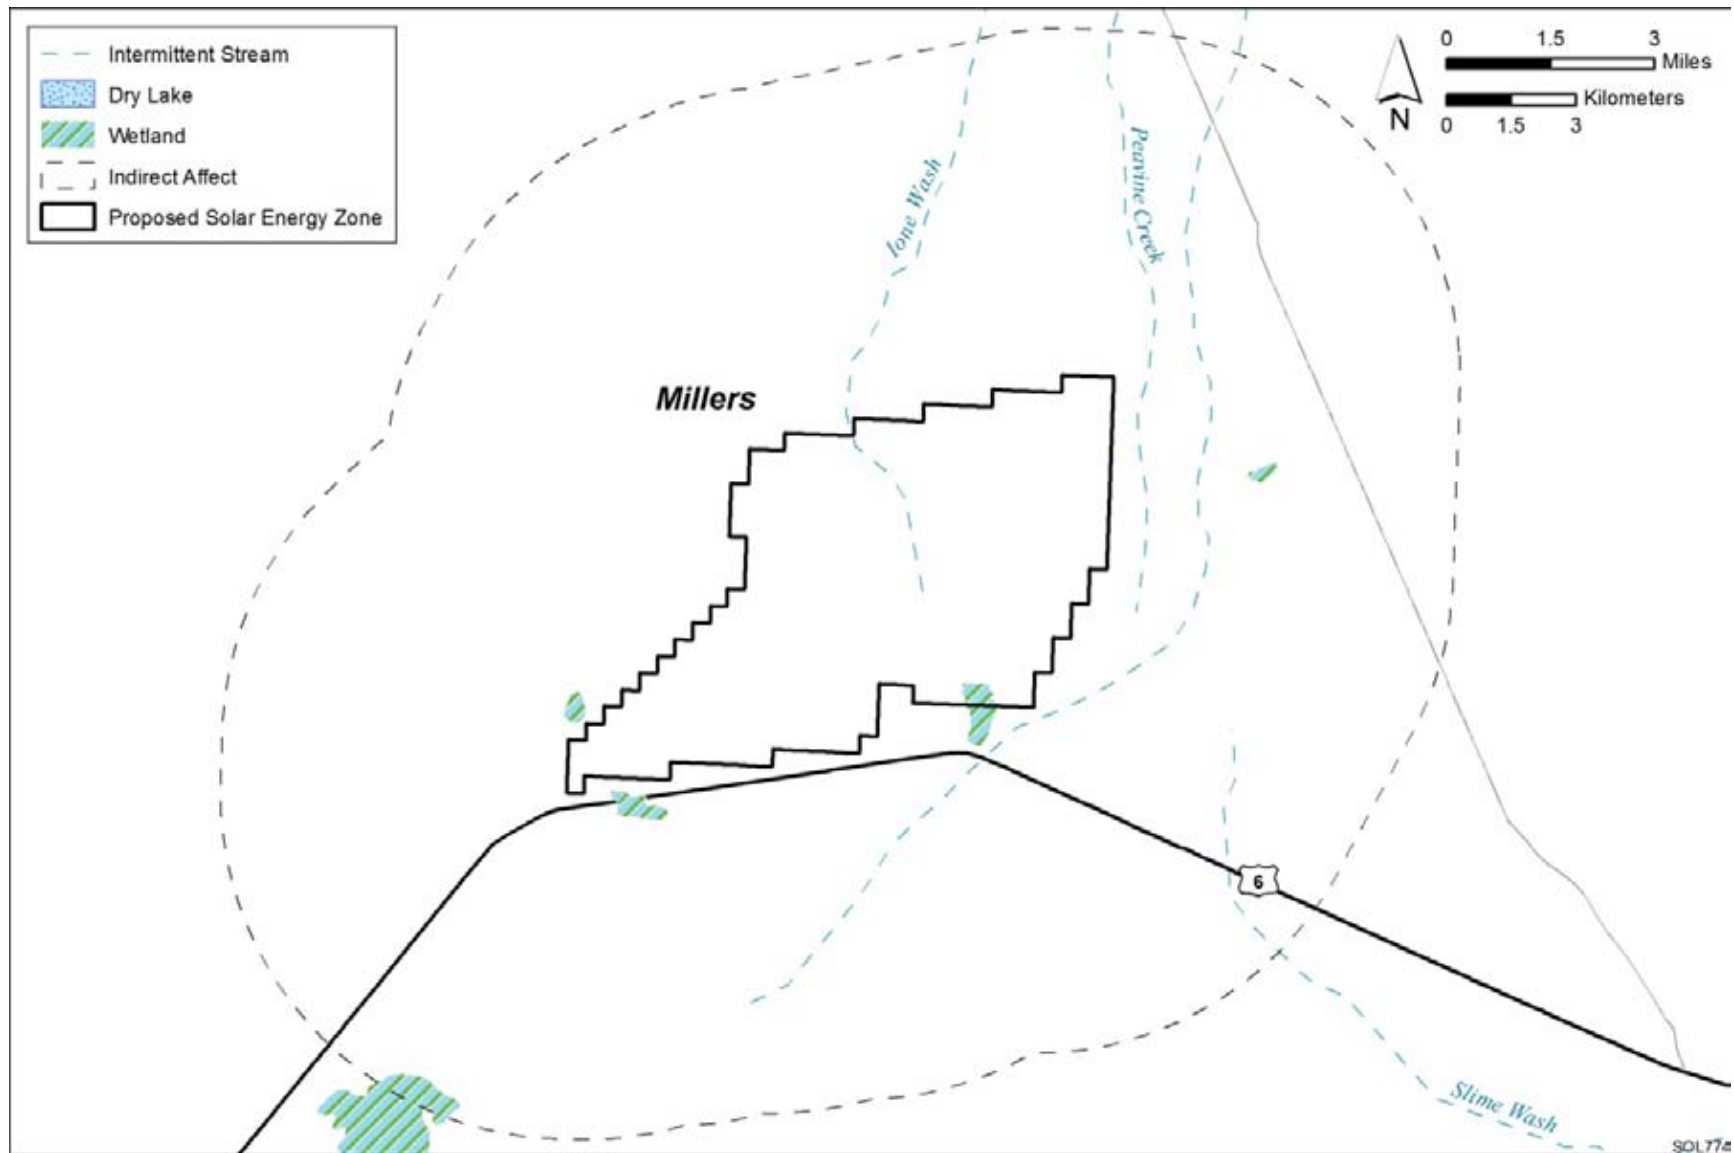 Intermittent Stream
Dry Lake
Wetland
Indirect Affect
Proposed Solar Energy Zone
N
0 1.5 3
Miles
Kilometers
0 1.5 3
Ione Wash
Peavine Creek
Millers
6
Slime Wash